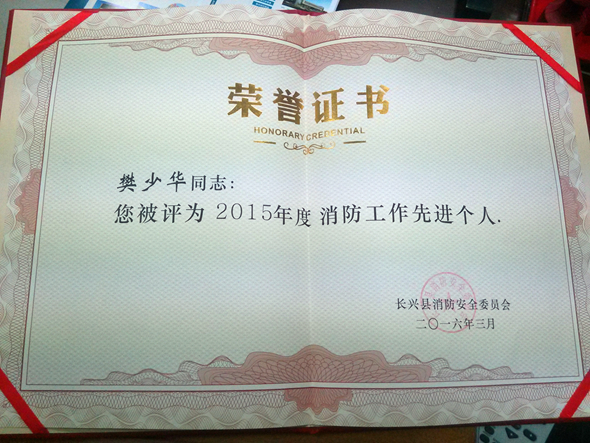 荣誉证书
HONORARY CREDENTIAL
樊少华同志:
您被评为 2015年度 消防工作先进个人.
长兴县消防安全委员会
二〇一六年三月